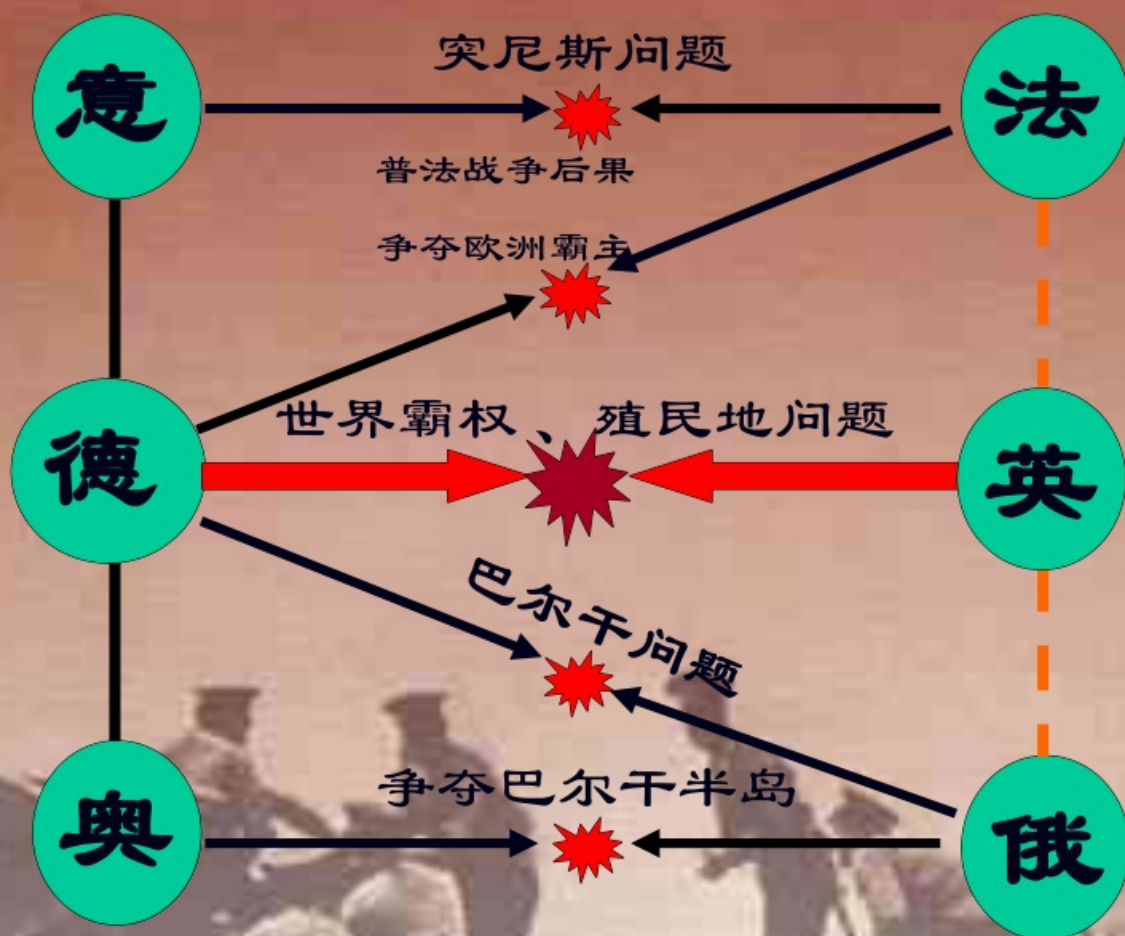 意
突尼斯问题
法
普法战争后果
争夺欧洲霸主
世界霸权、殖民地问题
德
英
巴尔干问题
争夺巴尔干半岛
奥
俄